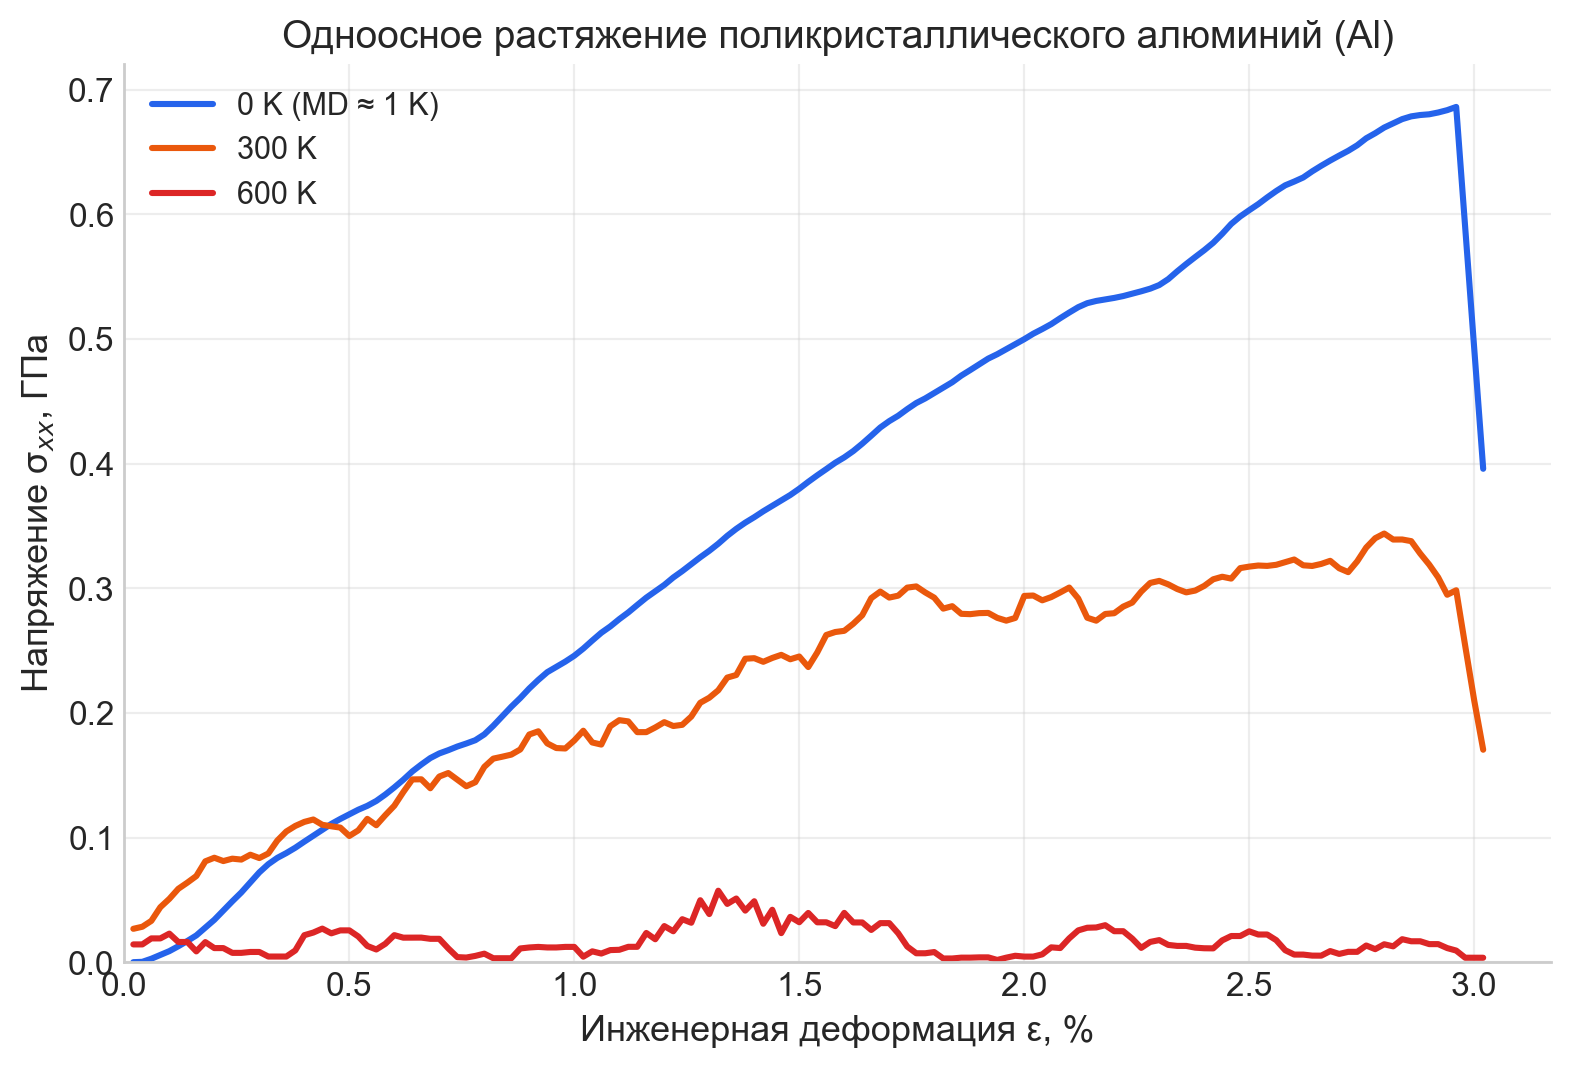 Одноосное растяжение поликристаллического алюминий (Al)
0 K (MD ≈ 1 K)
300 K
600 K
Напряжение σxx, ГПа
0.7
0.6
0.5
0.4
0.3
0.2
0.1
0.0
0.0 0.5 1.0 1.5 2.0 2.5 3.0
Инженерная деформация ε, %